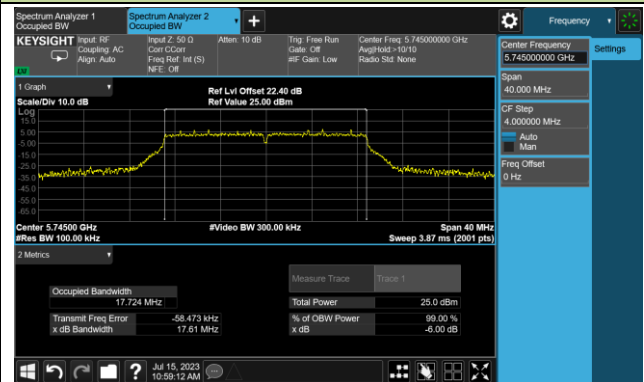 Spectrum Analyzer 1
Occupied BW
Spectrum Analyzer 2
Occupied BW
Frequency
KEYSIGHT
Input: RF
Coupling: AC
Align: Auto
Input Z: 50 Ω
Corr CCorr
Freq Ref: Int (S)
NFE: Off
Atten: 10 dB
Trig: Free Run
Gate: Off
#IF Gain: Low
Center Freq: 5.745000000 GHz
Avg|Hold:>10/10
Radio Std: None
Center Frequency
5.745000000 GHz
Settings
Span
40.000 MHz
CF Step
4.000000 MHz
Auto
Man
Freq Offset
0 Hz
1 Graph
Scale/Div 10.0 dB
Ref Lvl Offset 22.40 dB
Ref Value 25.00 dBm
Log
15.0
5.00
-5.00
-15.0
-25.0
-35.0
-45.0
-55.0
-65.0
Center 5.74500 GHz
#Video BW 300.00 kHz
Span 40 MHz
#Res BW 100.00 kHz
Sweep 3.87 ms (2001 pts)
2 Metrics
Measure Trace
Trace 1
Occupied Bandwidth
17.724 MHz
Total Power
25.0 dBm
Transmit Freq Error
-58.473 kHz
% of OBW Power
99.00 %
x dB Bandwidth
17.61 MHz
x dB
-6.00 dB
?
Jul 15, 2023
10:59:12 AM